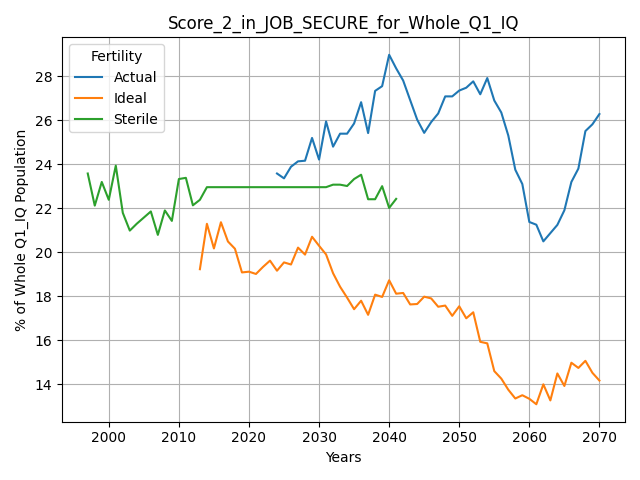 Score_2_in_JOB_SECURE_for_Whole_Q1_IQ
Fertility
Actual
Ideal
Sterile
% of Whole Q1_IQ Population
28
26
24
22
20
18
16
14
2000 2010 2020 2030 2040 2050 2060 2070
Years